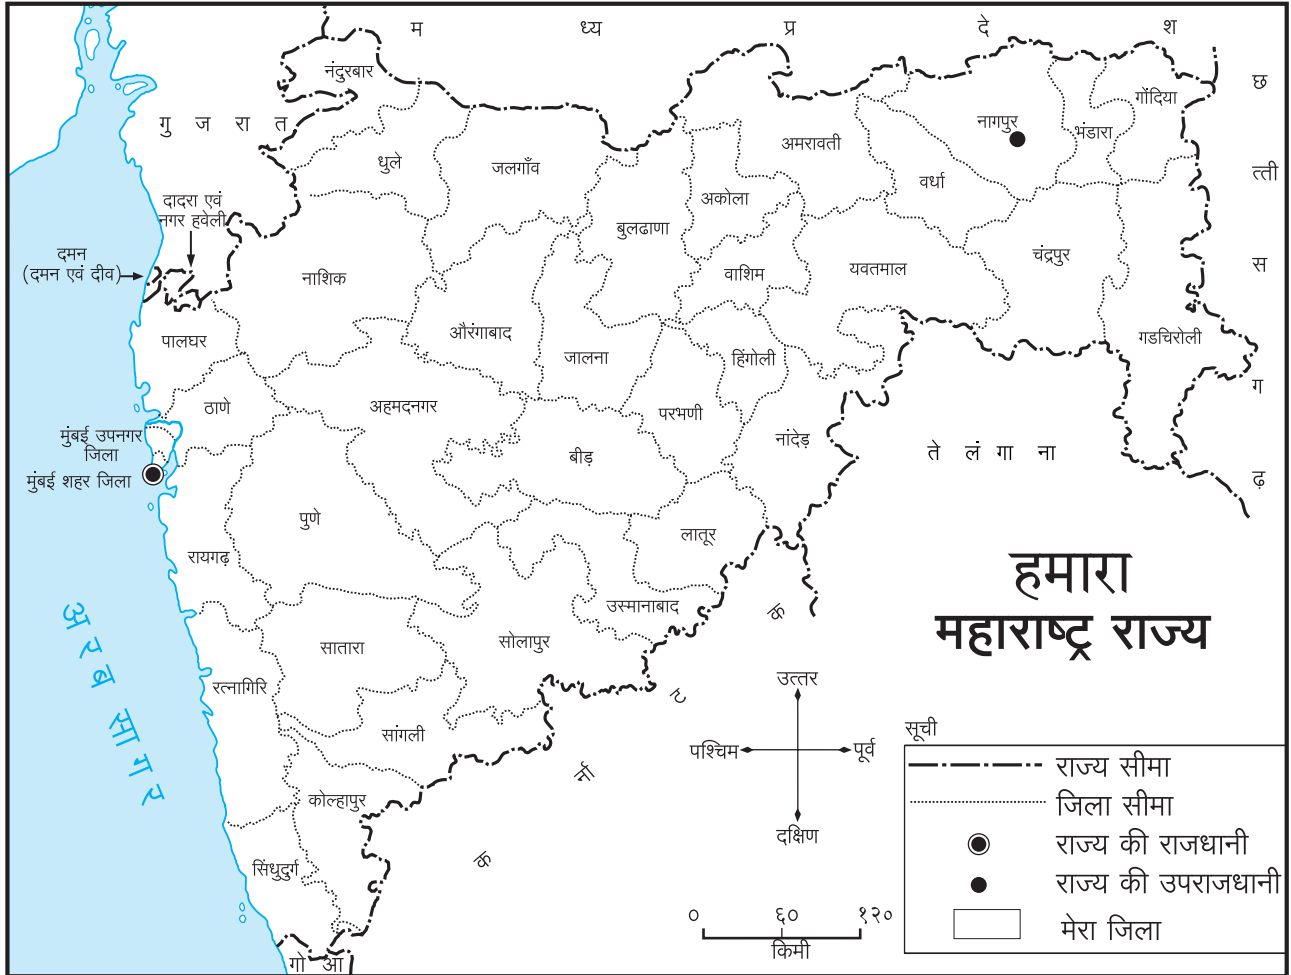 म ध्य प्र दे श
नंदुरबार
गोंदिया
छ
त्ती
स
ग
ढ़
गु ज रा त
धुले
जलगाँव
अमरावती
नागपुर
भंडारा
वर्धा
अकोला
बुलढाणा
दादरा एवं
नगर हवेली
दमन
(दमन एवं दीव)
नाशिक
वाशिम
यवतमाल
चंद्रपुर
पालघर
औरंगाबाद
जालना
हिंगोली
गडचिरोली
ठाणे
अहमदनगर
परभणी
नांदेड़
मुंबई उपनगर
जिला
मुंबई शहर जिला
बीड़
ते लं गा ना
पुणे
लातूर
रायगढ़
उस्मानाबाद
सातारा
सोलापुर
रत्नागिरि
सांगली
कोल्हापुर
सिंधुदुर्ग
गो आ
क
र्ना
ट
क
अ र ब सा ग र
हमारा
महाराष्ट्र राज्य
उत्तर
पश्चिम
पूर्व
दक्षिण
० ६० १२०
किमी
सूची
राज्य सीमा
जिला सीमा
राज्य की राजधानी
राज्य की उपराजधानी
मेरा जिला